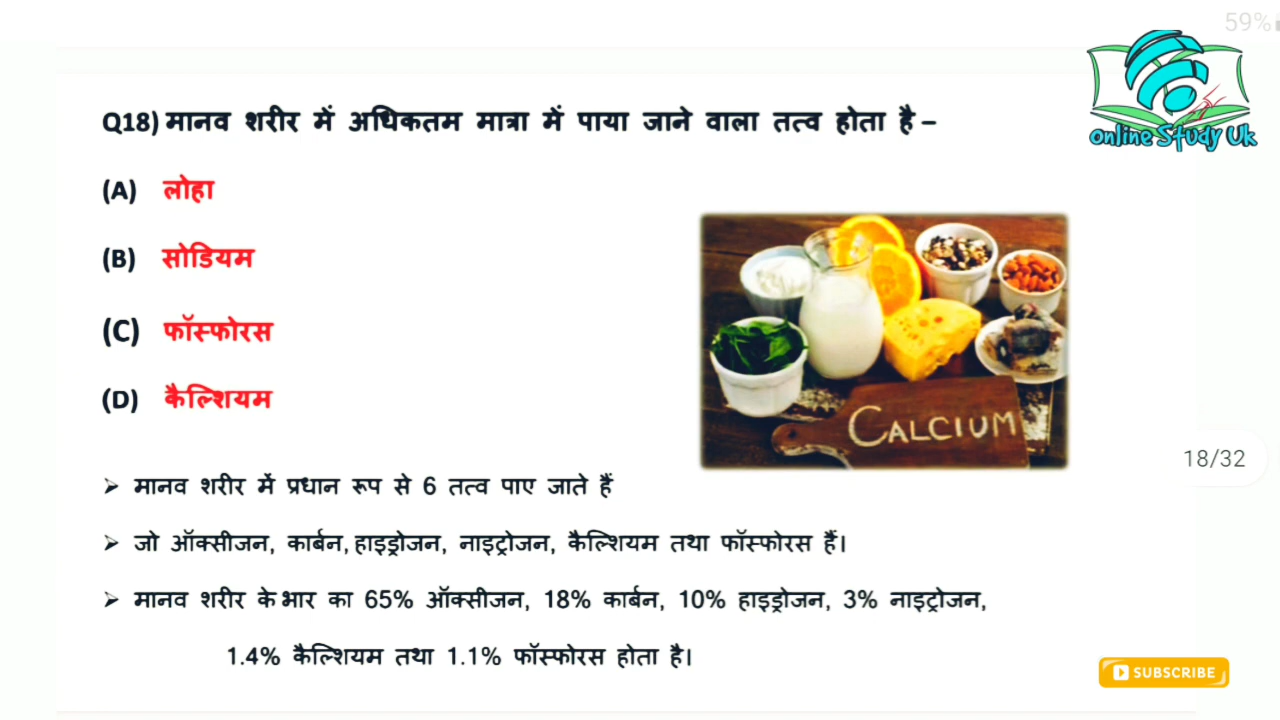 59%
Online Study Uk
Q18) मानव शरीर में अधिकतम मात्रा में पाया जाने वाला तत्व होता है –
(A) लोहा
(B) सोडियम
(C) फॉस्फोरस
(D) कैल्शियम
CALCIUM
18/32
➢ मानव शरीर में प्रधान रूप से 6 तत्व पाए जाते हैं
➢ जो ऑक्सीजन, कार्बन, हाइड्रोजन, नाइट्रोजन, कैल्शियम तथा फॉस्फोरस हैं।
➢ मानव शरीर के भार का 65% ऑक्सीजन, 18% कार्बन, 10% हाइड्रोजन, 3% नाइट्रोजन,
1.4% कैल्शियम तथा 1.1% फॉस्फोरस होता है।
SUBSCRIBE